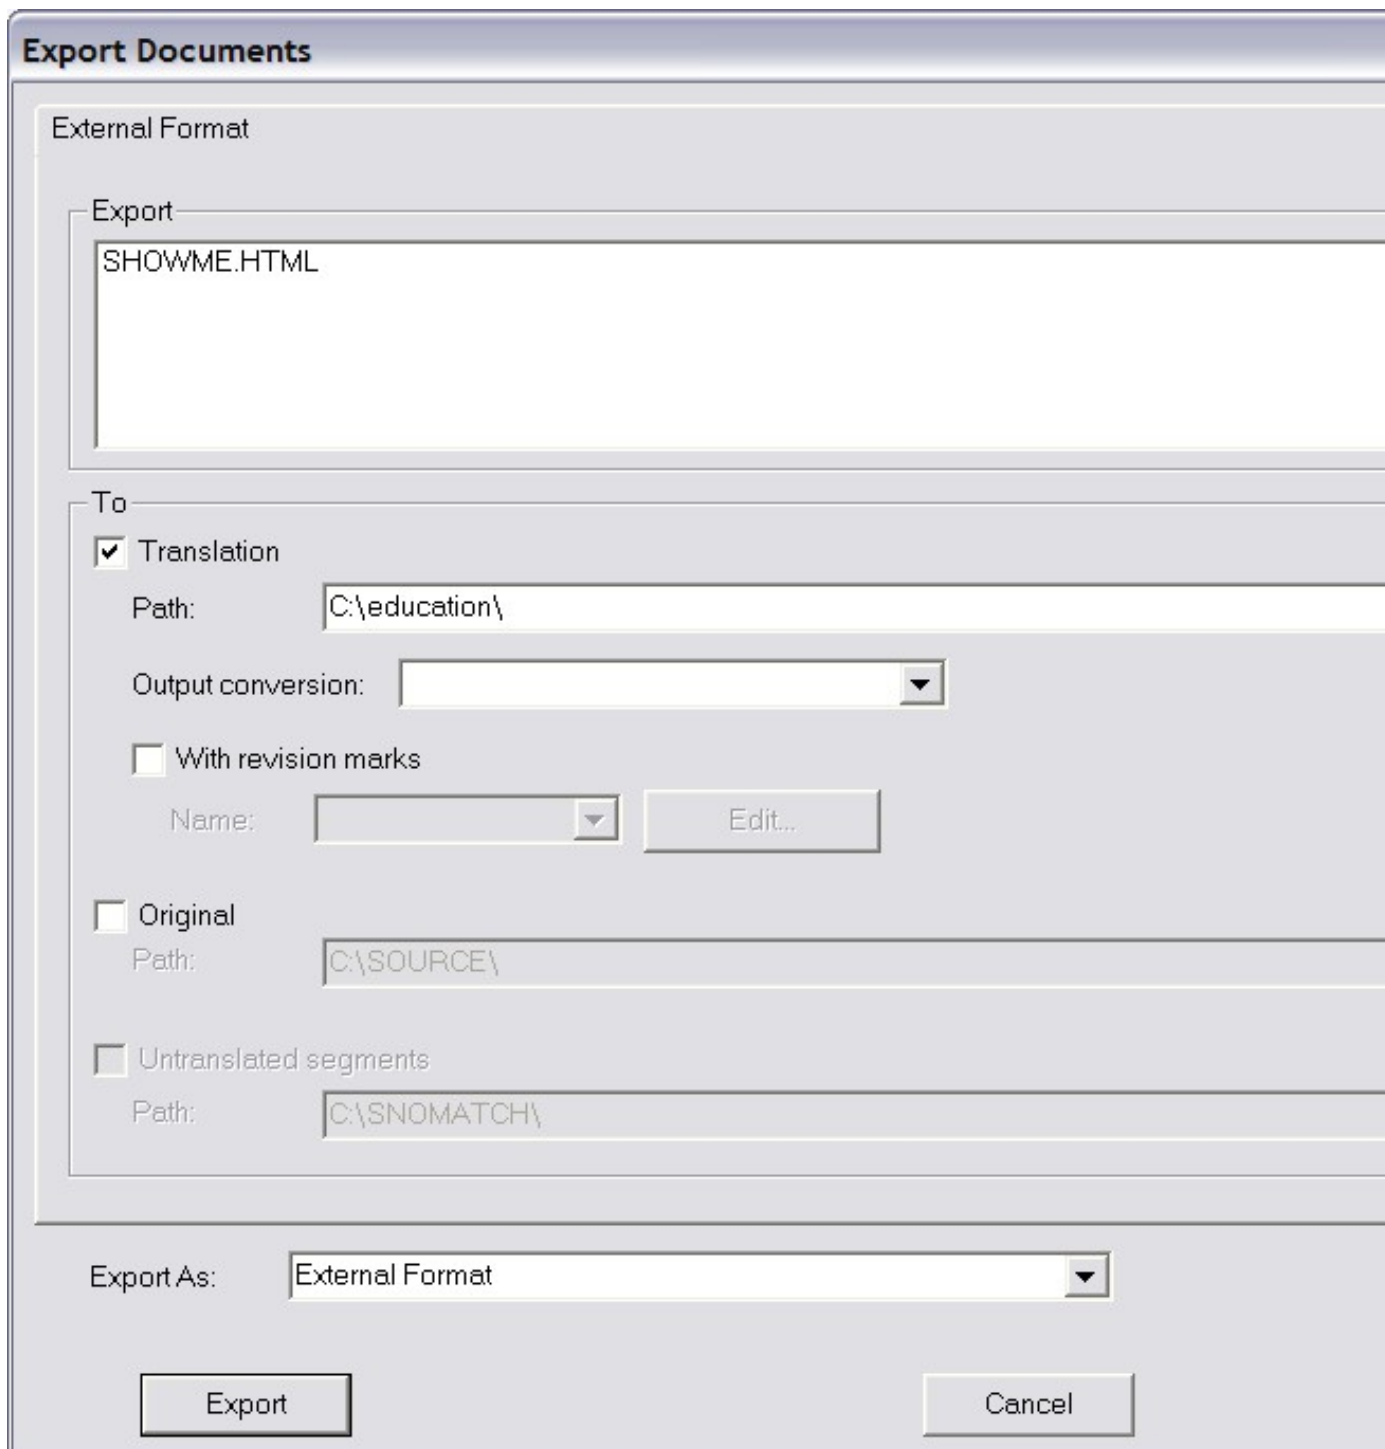 Export Documents
External Format
Export
SHOWME.HTML
To
Translation
Path: C:\education\
Output conversion:
With revision marks
Name: Edit...
Original
Path: C:\SOURCE\
Untranslated segments
Path: C:\SNOMATCH\
Export As: External Format
Export Cancel